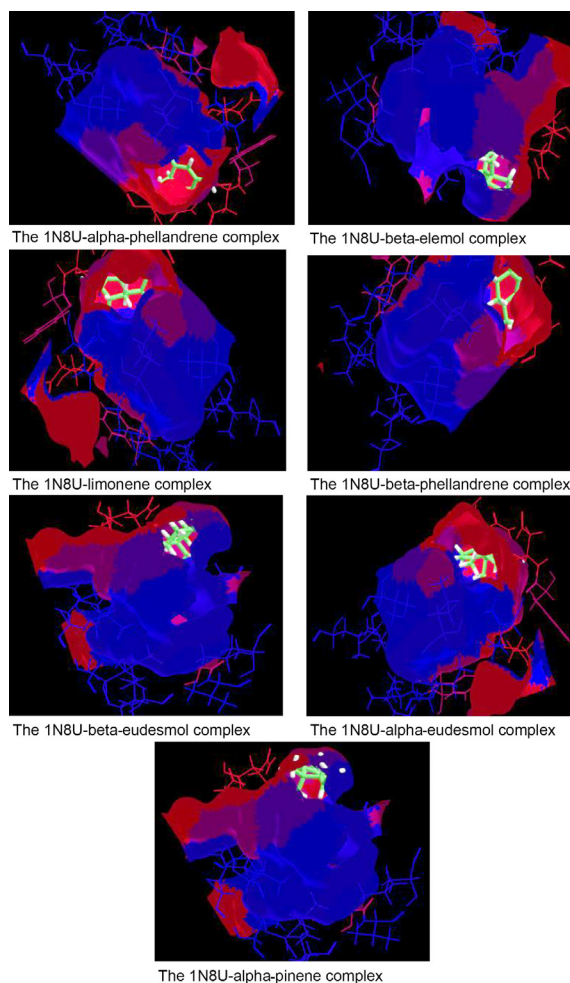 The 1N8U-alpha-phellandrene complex
The 1N8U-beta-elemol complex
The 1N8U-limonene complex
The 1N8U-beta-phellandrene complex
The 1N8U-beta-eudesmol complex
The 1N8U-alpha-eudesmol complex
The 1N8U-alpha-pinene complex